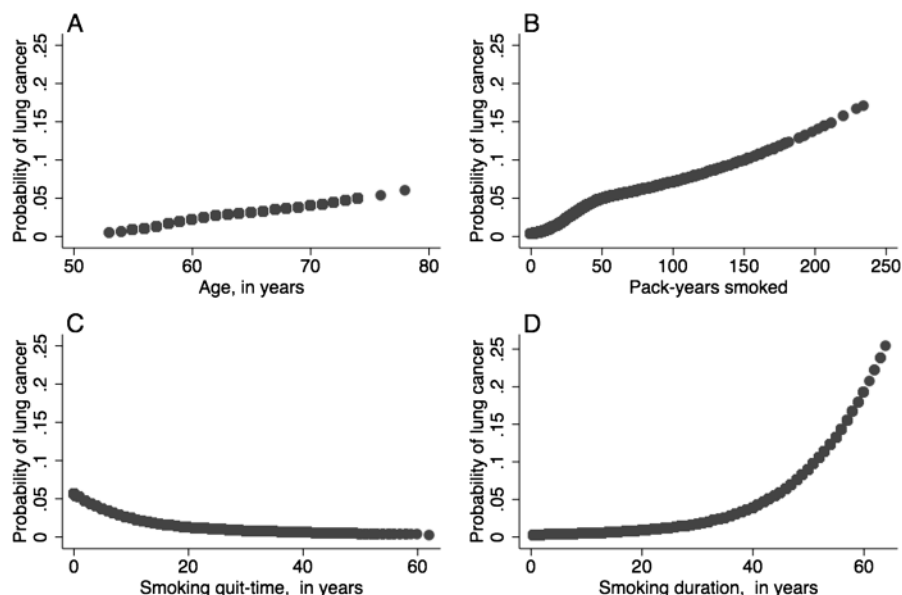 A
Probability of lung cancer
0 .05 .1 .15 .2 .25
50 60 70 80
Age, in years
B
Probability of lung cancer
0 .05 .1 .15 .2 .25
0 50 100 150 200 250
Pack-years smoked
C
Probability of lung cancer
0 .05 .1 .15 .2 .25
0 20 40 60
Smoking quit-time, in years
D
Probability of lung cancer
0 .05 .1 .15 .2 .25
0 20 40 60
Smoking duration, in years